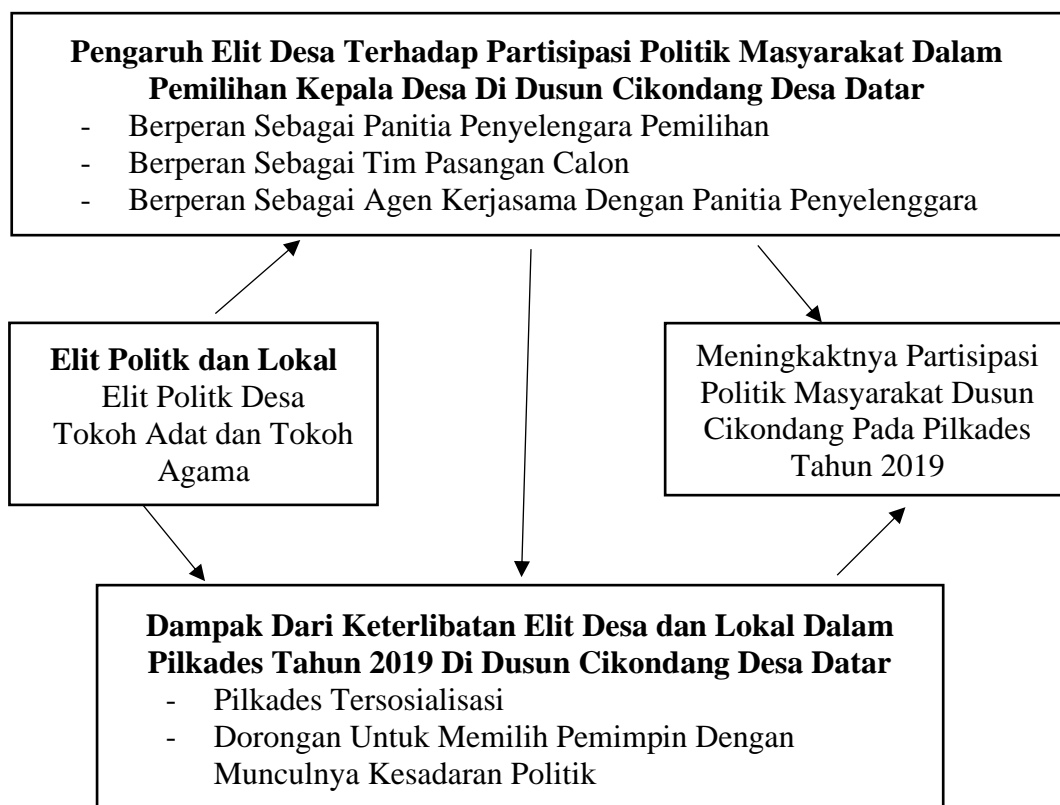 Pengaruh Elit Desa Terhadap Partisipasi Politik Masyarakat Dalam
Pemilihan Kepala Desa Di Dusun Cikondang Desa Datar
- Berperan Sebagai Panitia Penyelengara Pemilihan
- Berperan Sebagai Tim Pasangan Calon
- Berperan Sebagai Agen Kerjasama Dengan Panitia Penyelenggara
Elit Politk dan Lokal
Elit Politk Desa
Tokoh Adat dan Tokoh
Agama
Meningkaktnya Partisipasi
Politik Masyarakat Dusun
Cikondang Pada Pilkades
Tahun 2019
Dampak Dari Keterlibatan Elit Desa dan Lokal Dalam
Pilkades Tahun 2019 Di Dusun Cikondang Desa Datar
- Pilkades Tersosialisasi
- Dorongan Untuk Memilih Pemimpin Dengan
Munculnya Kesadaran Politik